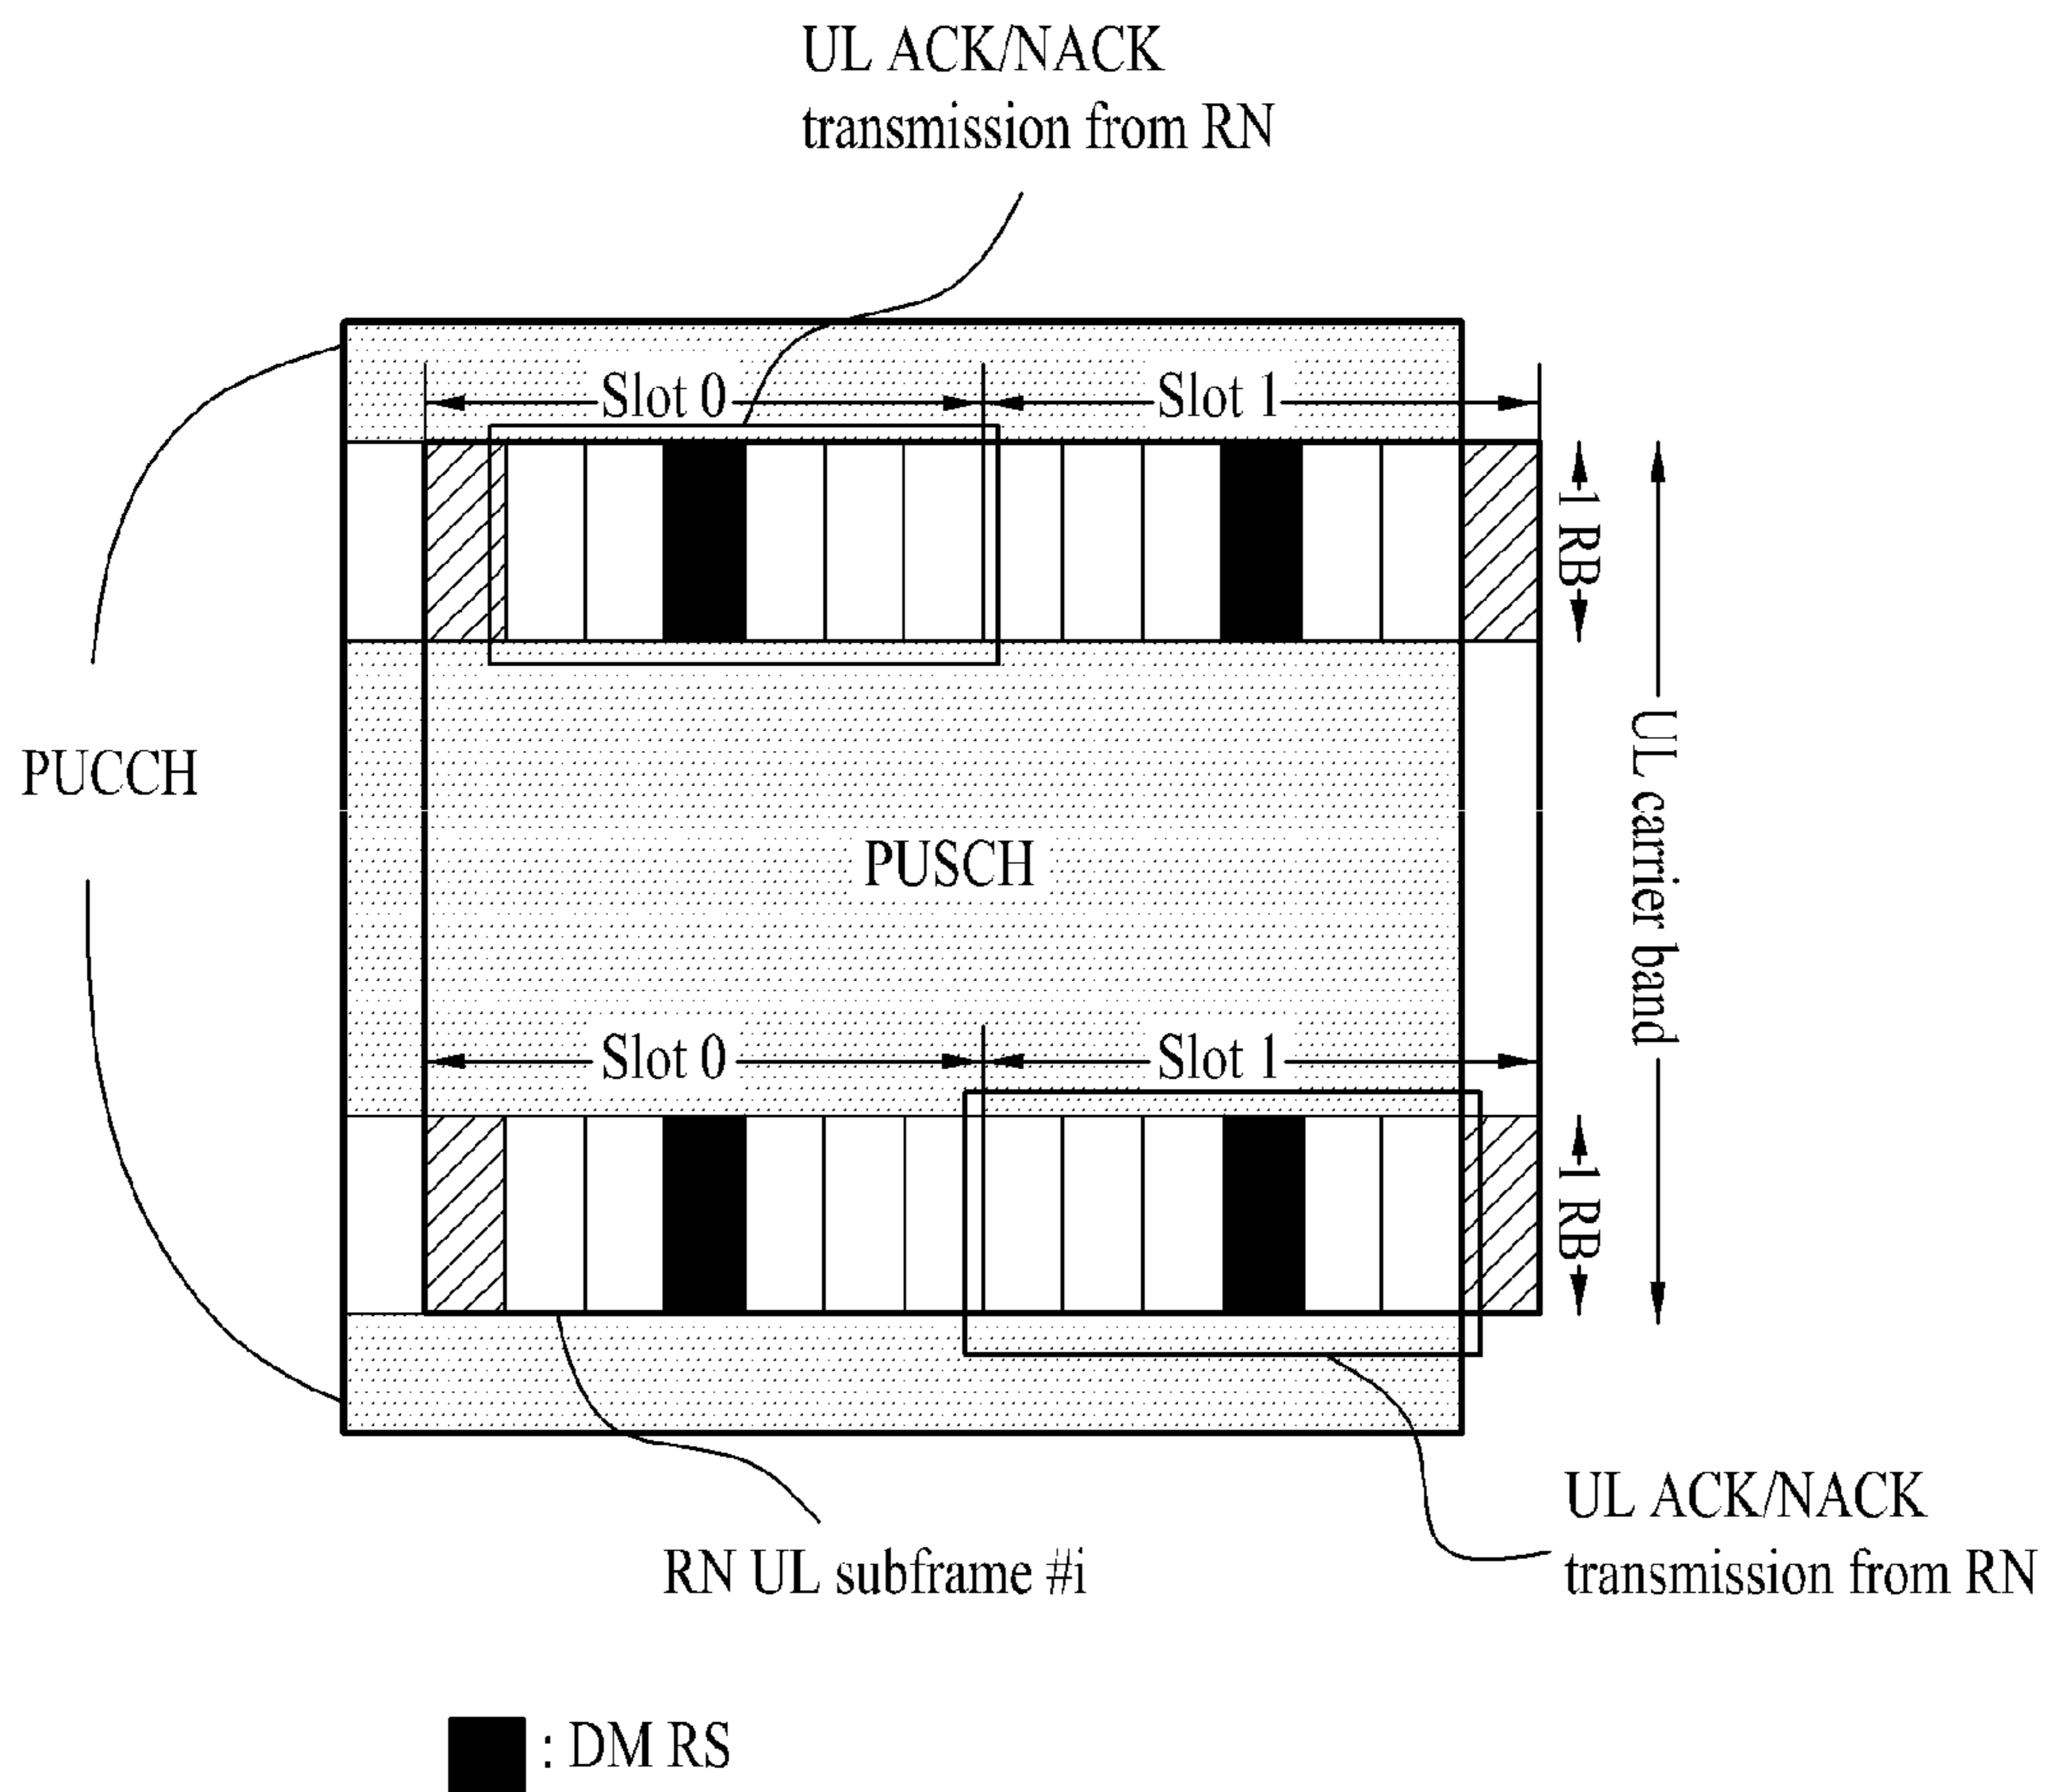 UL ACK/NACK
transmission from RN
Slot 0
Slot 1
1 RB
PUCCH
UL carrier band
PUSCH
Slot 0
Slot 1
1 RB
UL ACK/NACK
transmission from RN
RN UL subframe #i
: DM RS